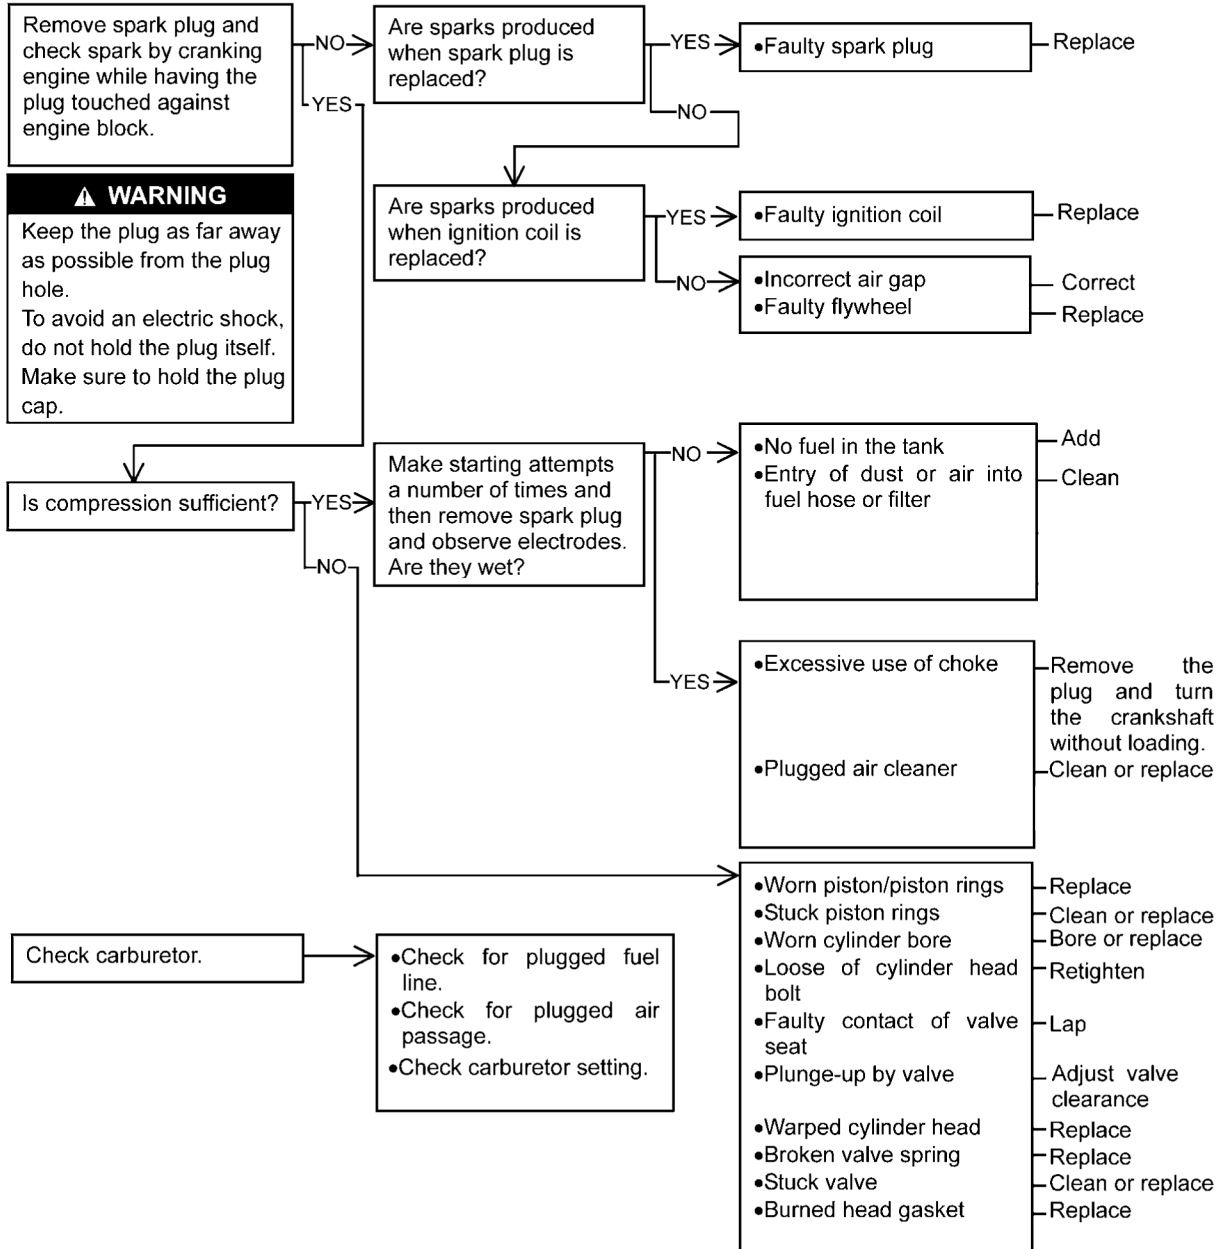 Remove spark plug and
check spark by cranking
engine while having the
plug touched against
engine block.
NO
YES
Are sparks produced
when spark plug is
replaced?
YES
•Faulty spark plug
Replace
NO
⚠ WARNING
Keep the plug as far away
as possible from the plug
hole.
To avoid an electric shock,
do not hold the plug itself.
Make sure to hold the plug
cap.
Are sparks produced
when ignition coil is
replaced?
YES
•Faulty ignition coil
Replace
NO
•Incorrect air gap
Correct
•Faulty flywheel
Replace
Is compression sufficient?
YES
NO
Make starting attempts
a number of times and
then remove spark plug
and observe electrodes.
Are they wet?
NO
•No fuel in the tank
Add
•Entry of dust or air into
fuel hose or filter
Clean
YES
•Excessive use of choke
Remove the
plug and turn
the crankshaft
without loading.
•Plugged air cleaner
Clean or replace
•Worn piston/piston rings
Replace
•Stuck piston rings
Clean or replace
•Worn cylinder bore
Bore or replace
•Loose of cylinder head
bolt
Retighten
•Faulty contact of valve
seat
Lap
•Plunge-up by valve
Adjust valve
clearance
•Warped cylinder head
Replace
•Broken valve spring
Replace
•Stuck valve
Clean or replace
•Burned head gasket
Replace
Check carburetor.
•Check for plugged fuel
line.
•Check for plugged air
passage.
•Check carburetor setting.